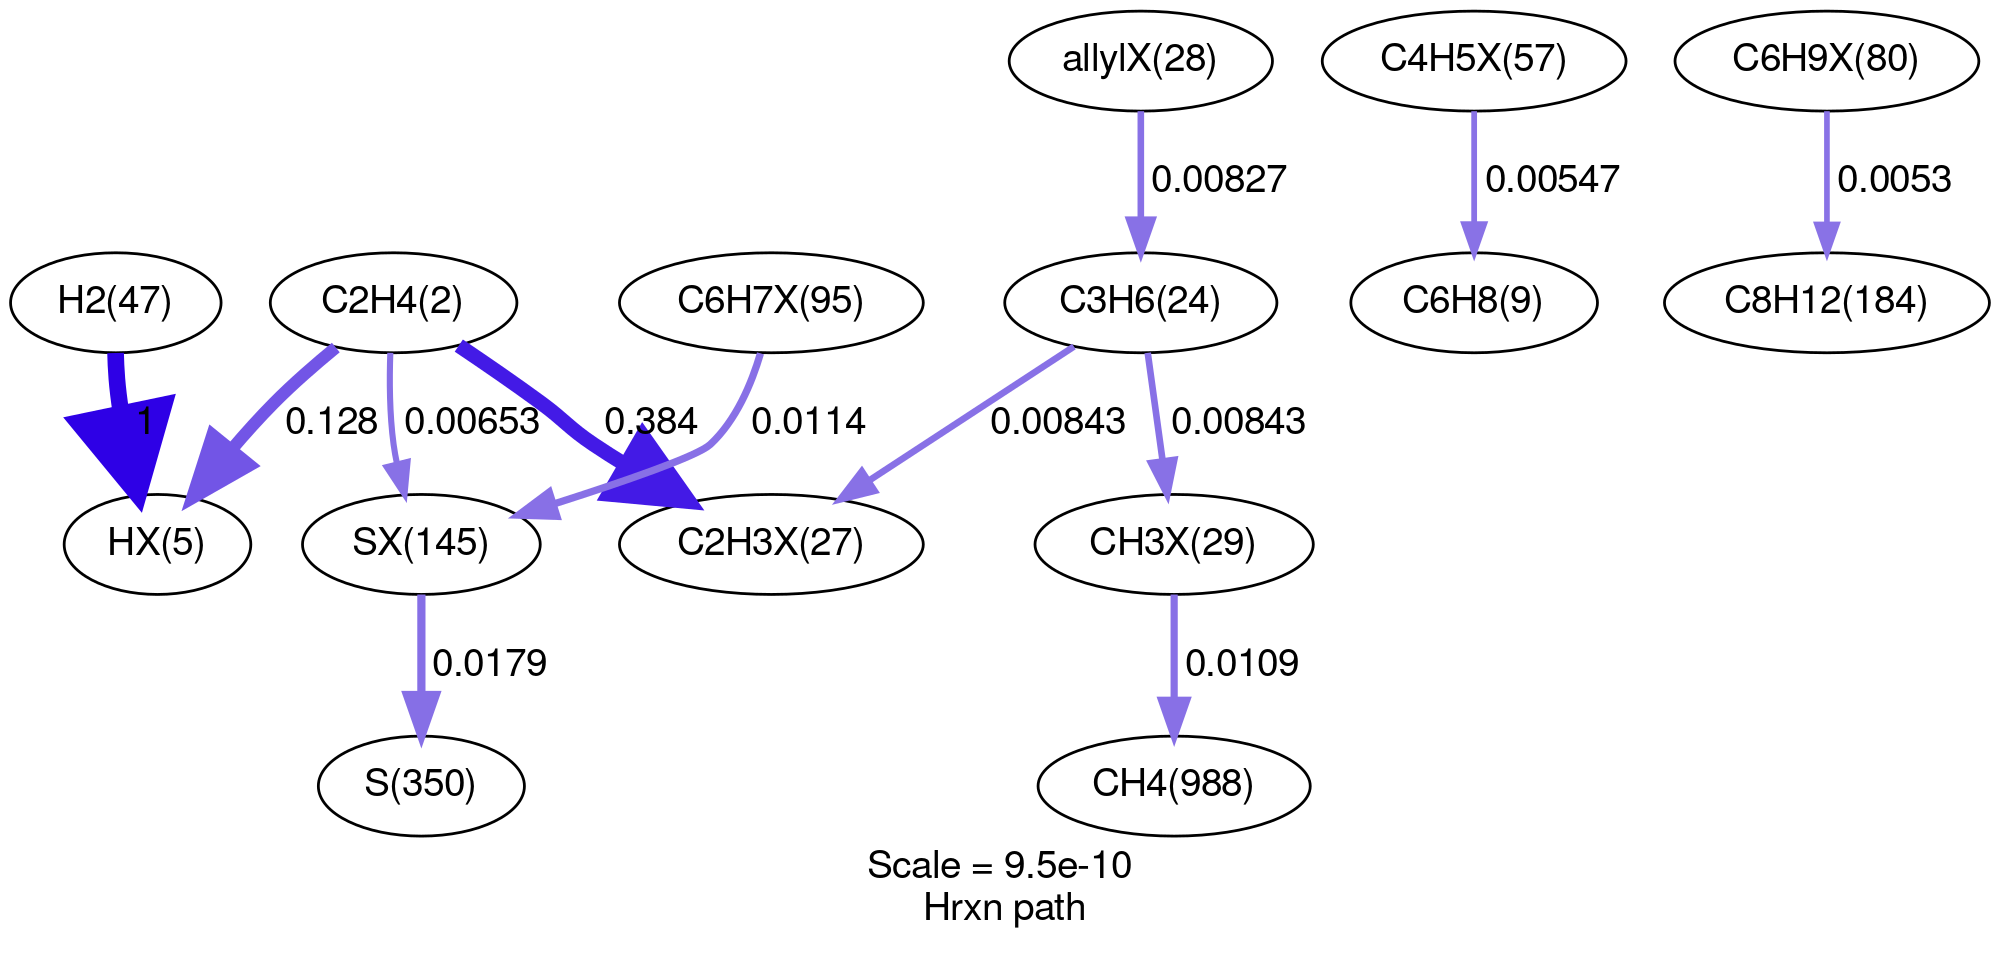 allylX(28)
C4H5X(57)
C6H9X(80)
0.00827
0.00547
0.0053
H2(47)
C2H4(2)
C6H7X(95)
C3H6(24)
C6H8(9)
C8H12(184)
1
0.128
0.00653
0.384
0.0114
0.00843
0.00843
HX(5)
SX(145)
C2H3X(27)
CH3X(29)
0.0179
0.0109
S(350)
CH4(988)
Scale = 9.5e-10
Hrxn path